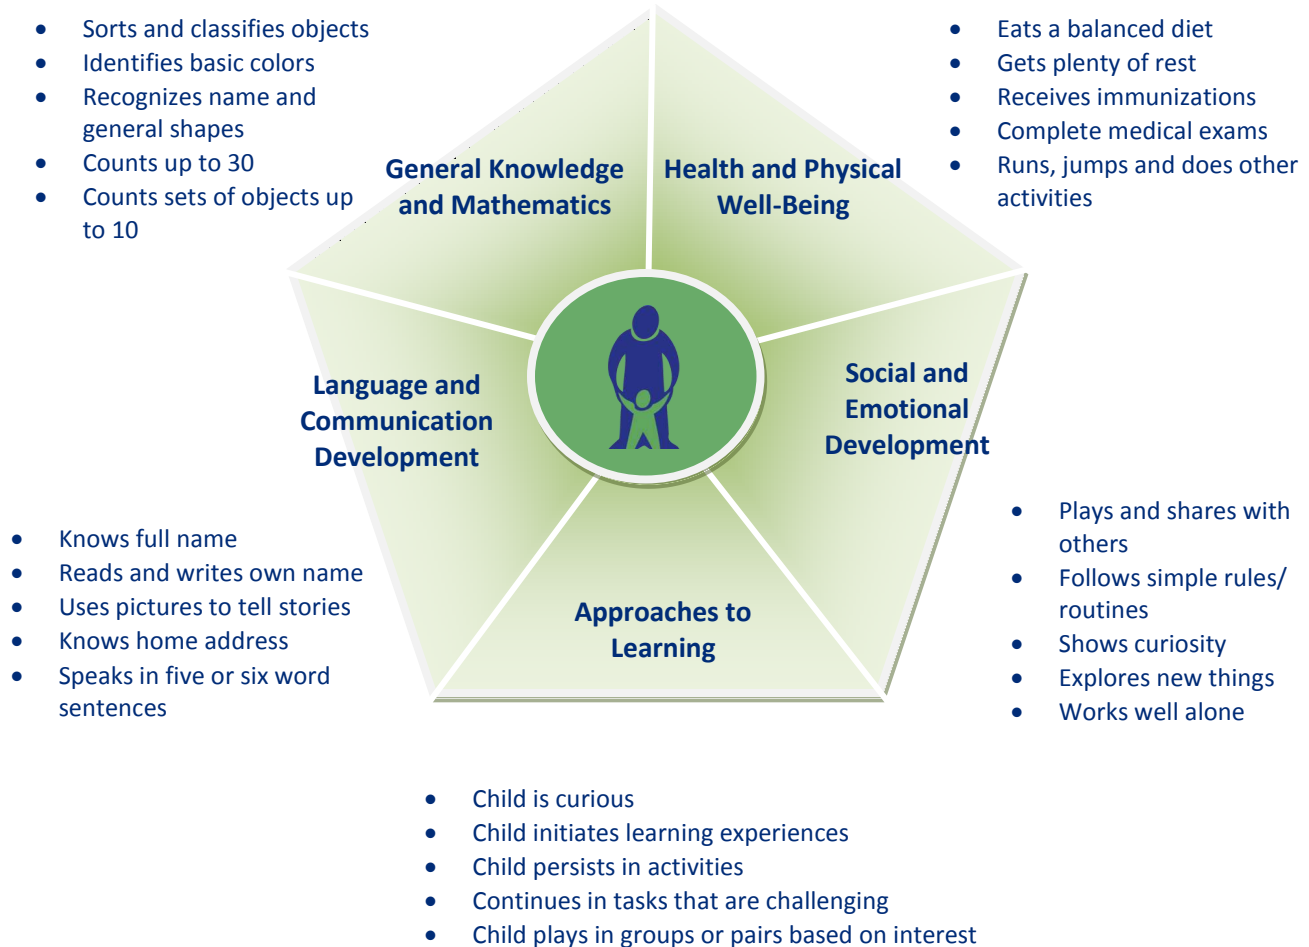 • Sorts and classifies objects
• Identifies basic colors
• Recognizes name and
general shapes
• Counts up to 30
• Counts sets of objects up
to 10
• Eats a balanced diet
• Gets plenty of rest
• Receives immunizations
• Complete medical exams
• Runs, jumps and does other
activities
General Knowledge
and Mathematics
Health and Physical
Well-Being
Language and
Communication
Development
Social and
Emotional
Development
Approaches to
Learning
• Knows full name
• Reads and writes own name
• Uses pictures to tell stories
• Knows home address
• Speaks in five or six word
sentences
• Plays and shares with
others
• Follows simple rules/
routines
• Shows curiosity
• Explores new things
• Works well alone
• Child is curious
• Child initiates learning experiences
• Child persists in activities
• Continues in tasks that are challenging
• Child plays in groups or pairs based on interest